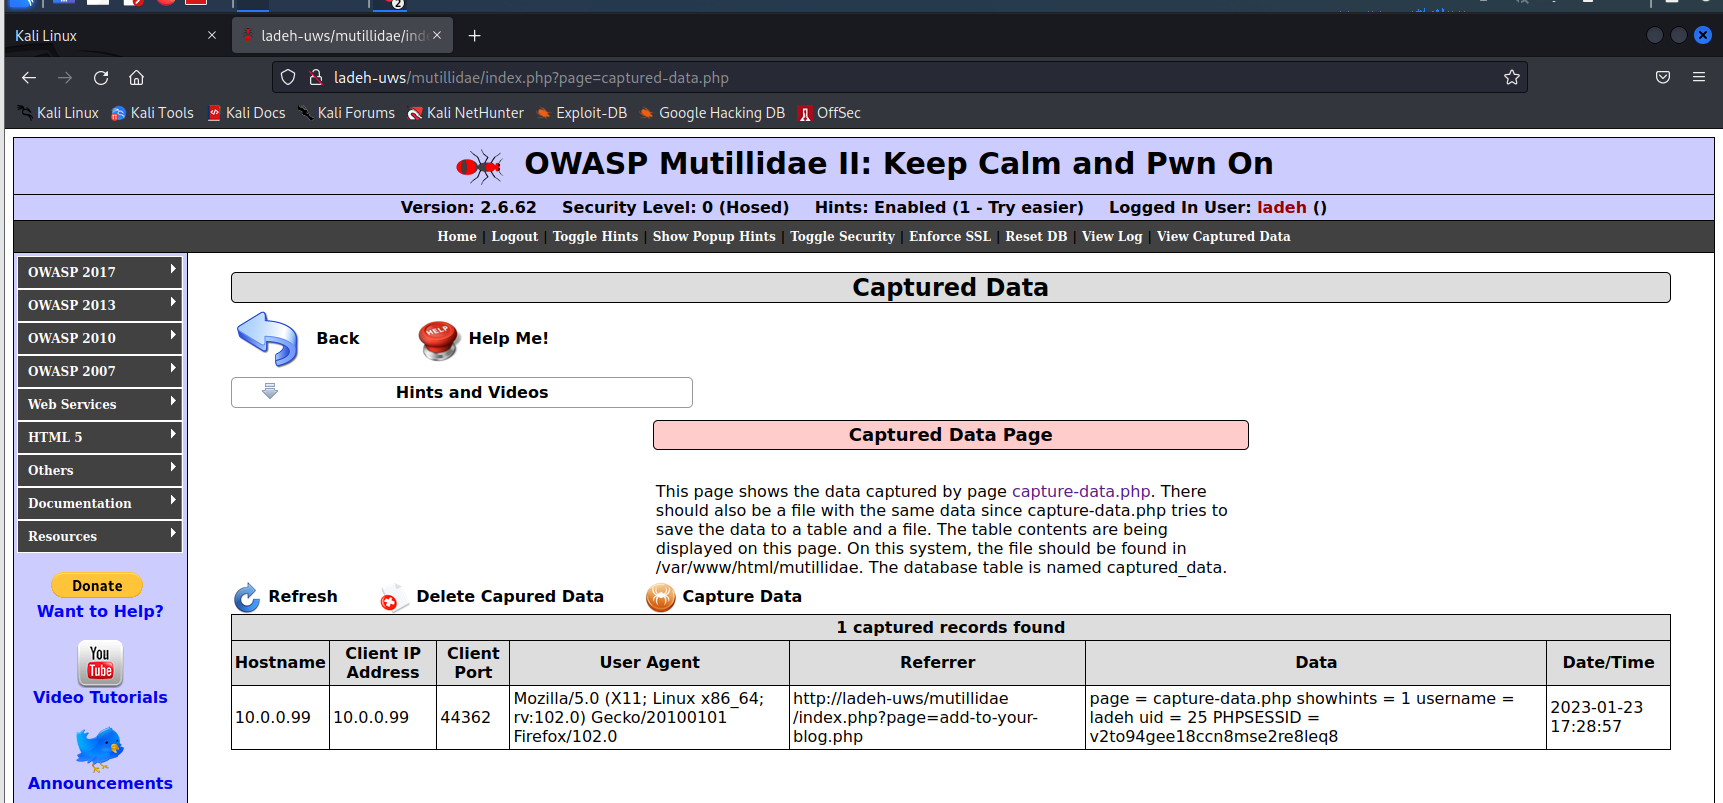 2
Kali Linux
ladeh-uws/mutillidae/inde
ladeh-uws/mutillidae/index.php?page=captured-data.php
Kali Linux Kali Tools Kali Docs Kali Forums Kali NetHunter Exploit-DB Google Hacking DB OffSec
OWASP Mutillidae II: Keep Calm and Pwn On
Version: 2.6.62 Security Level: 0 (Hosed) Hints: Enabled (1 - Try easier) Logged In User: ladeh ()
Home | Logout | Toggle Hints | Show Popup Hints | Toggle Security | Enforce SSL | Reset DB | View Log | View Captured Data
OWASP 2017
OWASP 2013
OWASP 2010
OWASP 2007
Web Services
HTML 5
Others
Documentation
Resources
Donate
Want to Help?
You
Tube
Video Tutorials
Announcements
Captured Data
Back
HELP
Help Me!
Hints and Videos
Captured Data Page
This page shows the data captured by page capture-data.php. There
should also be a file with the same data since capture-data.php tries to
save the data to a table and a file. The table contents are being
displayed on this page. On this system, the file should be found in
/var/www/html/mutillidae. The database table is named captured_data.
Refresh
Delete Capured Data
Capture Data
1 captured records found
Hostname
Client IP
Address
Client
Port
User Agent
Referrer
Data
Date/Time
10.0.0.99
10.0.0.99
44362
Mozilla/5.0 (X11; Linux x86_64;
rv:102.0) Gecko/20100101
Firefox/102.0
http://ladeh-uws/mutillidae
/index.php?page=add-to-your-
blog.php
page = capture-data.php showhints = 1 username =
ladeh uid = 25 PHPSESSID =
v2to94gee18ccn8mse2re8leq8
2023-01-23
17:28:57